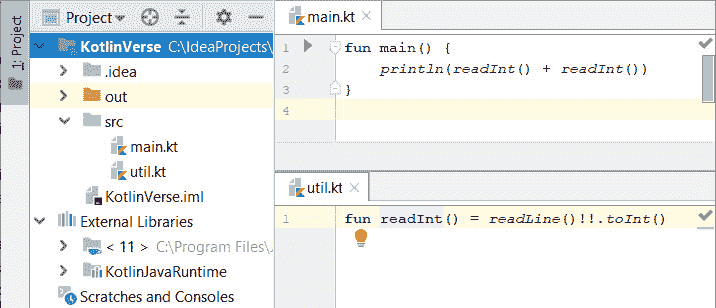 1: Project
Project
KotlinVerse C:\IdeaProjects\
.idea
out
src
main.kt
util.kt
KotlinVerse.iml
External Libraries
< 11 > C:\Program Files\
KotlinJavaRuntime
Scratches and Consoles
main.kt
1 fun main() {
2 println(readInt() + readInt())
3 }
4
util.kt
1 fun readInt() = readLine()!!.toInt()